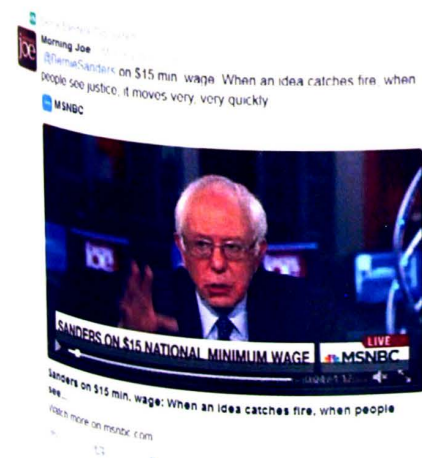 Morning Joe
@BernieSanders on $15 min. wage. When an idea catches fire, when
people see justice, it moves very, very quickly
MSNBC
joe
SANDERS ON $15 NATIONAL MINIMUM WAGE
LIVE
MSNBC
Sanders on $15 min. wage: When an idea catches fire, when people
see...
Watch more on msnbc.com